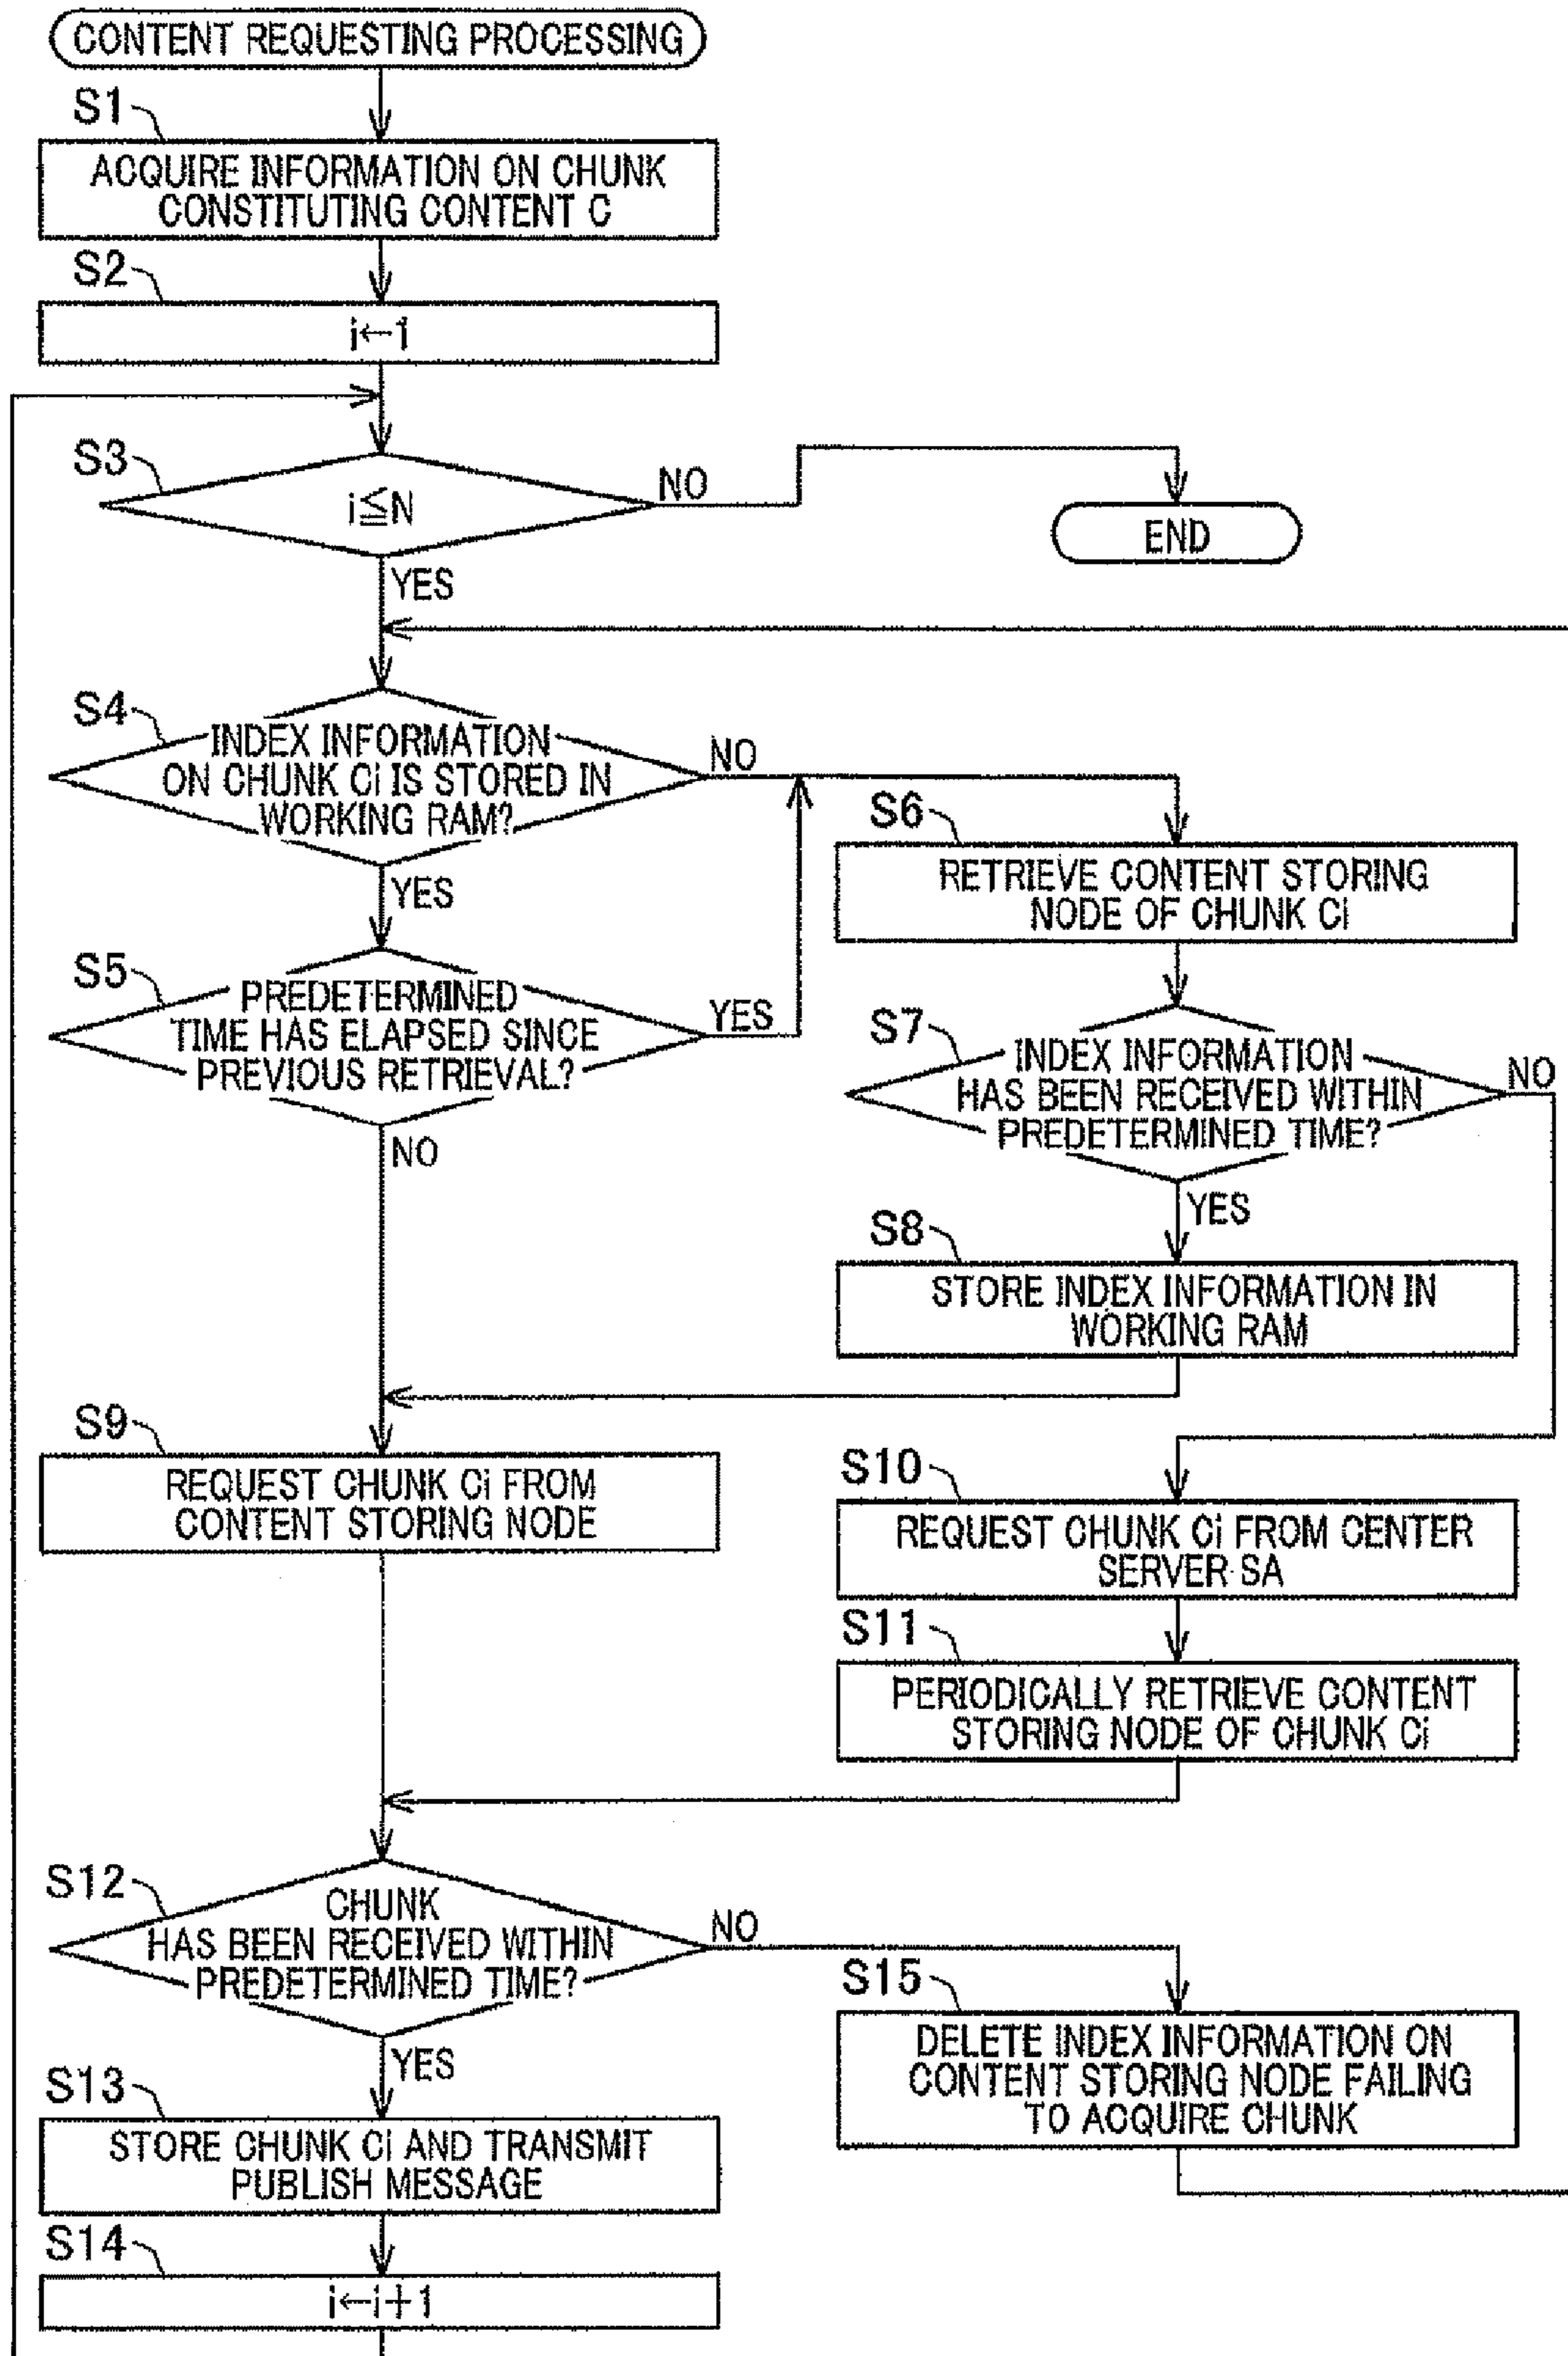 CONTENT REQUESTING PROCESSING
S1
ACQUIRE INFORMATION ON CHUNK
CONSTITUTING CONTENT C
S2
i←1
S3
i≦N
NO
END
YES
S4
INDEX INFORMATION
ON CHUNK Ci IS STORED IN
WORKING RAM?
NO
YES
S5
PREDETERMINED
TIME HAS ELAPSED SINCE
PREVIOUS RETRIEVAL?
YES
NO
S6
RETRIEVE CONTENT STORING
NODE OF CHUNK Ci
S7
INDEX INFORMATION
HAS BEEN RECEIVED WITHIN
PREDETERMINED TIME?
NO
YES
S8
STORE INDEX INFORMATION IN
WORKING RAM
S9
REQUEST CHUNK Ci FROM
CONTENT STORING NODE
S10
REQUEST CHUNK Ci FROM CENTER
SERVER SA
S11
PERIODICALLY RETRIEVE CONTENT
STORING NODE OF CHUNK Ci
S12
CHUNK
HAS BEEN RECEIVED WITHIN
PREDETERMINED TIME?
NO
YES
S13
STORE CHUNK Ci AND TRANSMIT
PUBLISH MESSAGE
S14
i←i+1
S15
DELETE INDEX INFORMATION ON
CONTENT STORING NODE FAILING
TO ACQUIRE CHUNK